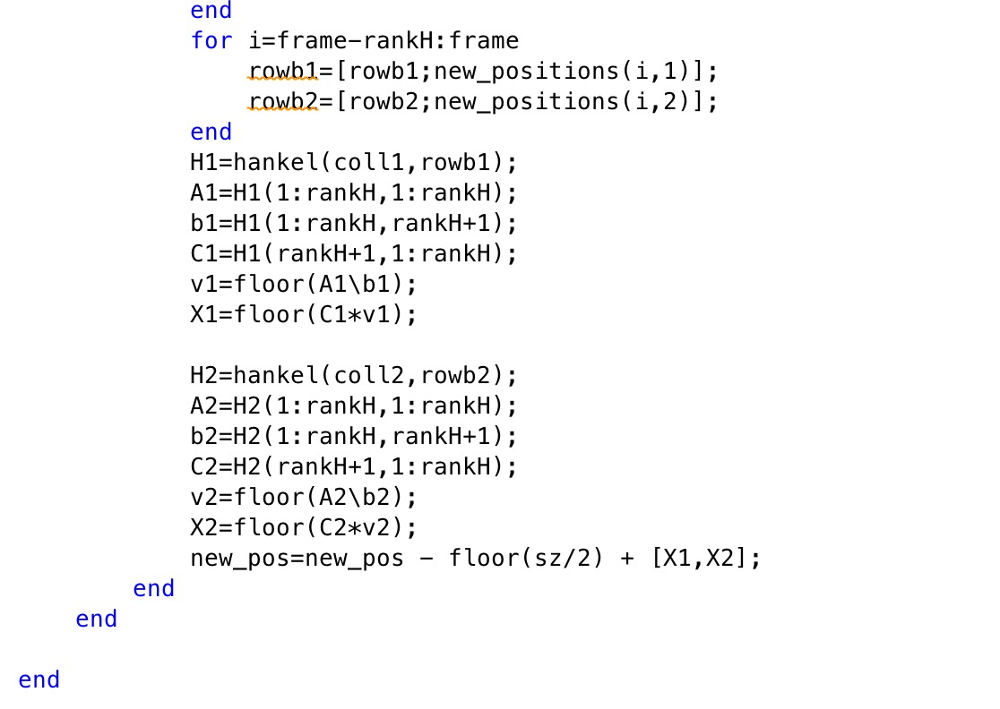 end
for i=frame-rankH:frame
rowb1=[rowb1;new_positions(i,1)];
rowb2=[rowb2;new_positions(i,2)];
end
H1=hankel(coll1,rowb1);
A1=H1(1:rankH,1:rankH);
b1=H1(1:rankH,rankH+1);
C1=H1(rankH+1,1:rankH);
v1=floor(A1\b1);
X1=floor(C1*v1);
H2=hankel(coll2,rowb2);
A2=H2(1:rankH,1:rankH);
b2=H2(1:rankH,rankH+1);
C2=H2(rankH+1,1:rankH);
v2=floor(A2\b2);
X2=floor(C2*v2);
new_pos=new_pos - floor(sz/2) + [X1,X2];
end
end
end